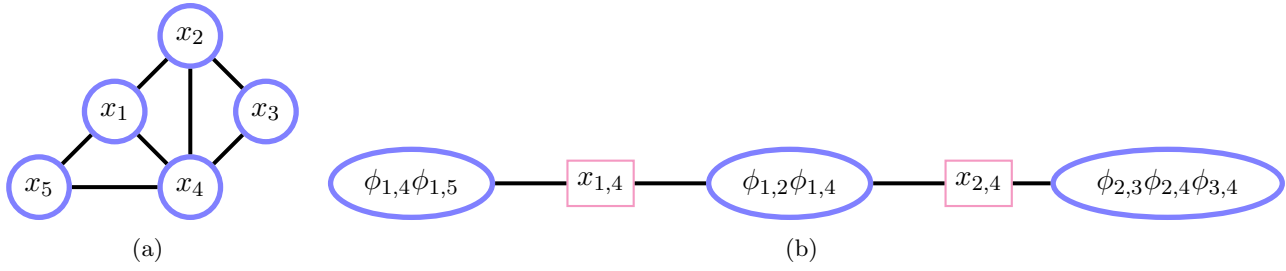 x₂
x₁
x₃
x₅
x₄
(a)
ϕ₁,₄ϕ₁,₅
x₁,₄
ϕ₁,₂ϕ₁,₄
x₂,₄
ϕ₂,₃ϕ₂,₄ϕ₃,₄
(b)